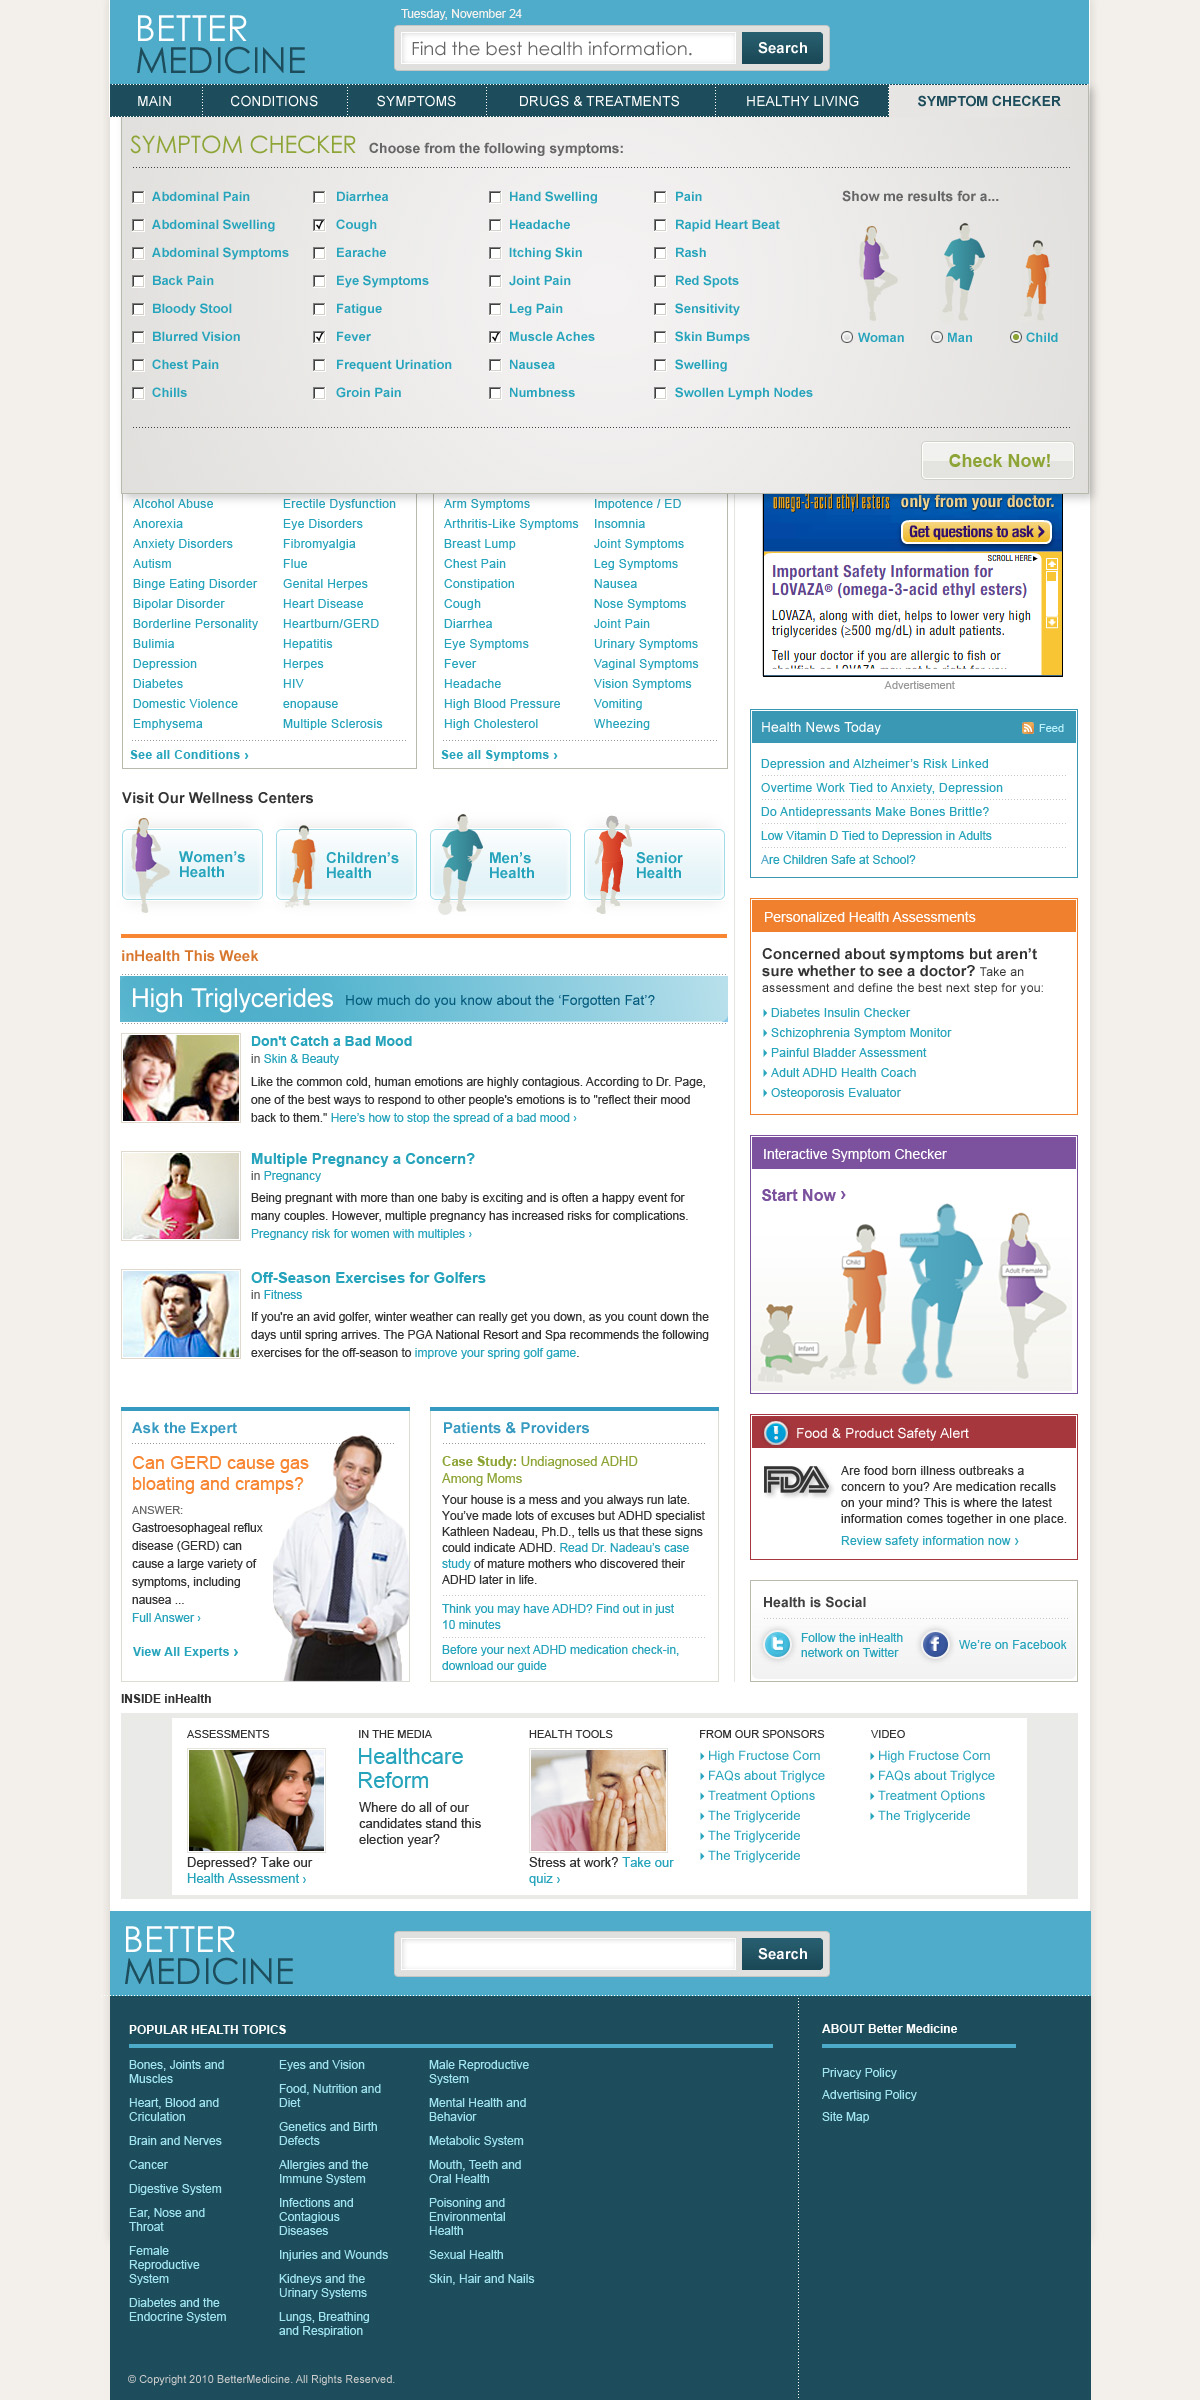 Tuesday, November 24
BETTER
MEDICINE
Find the best health information.
Search
MAIN
CONDITIONS
SYMPTOMS
DRUGS & TREATMENTS
HEALTHY LIVING
SYMPTOM CHECKER
SYMPTOM CHECKER
Choose from the following symptoms:
Abdominal Pain
Abdominal Swelling
Abdominal Symptoms
Back Pain
Bloody Stool
Blurred Vision
Chest Pain
Chills
Diarrhea
Cough
Earache
Eye Symptoms
Fatigue
Fever
Frequent Urination
Groin Pain
Hand Swelling
Headache
Itching Skin
Joint Pain
Leg Pain
Muscle Aches
Nausea
Numbness
Pain
Rapid Heart Beat
Rash
Red Spots
Sensitivity
Skin Bumps
Swelling
Swollen Lymph Nodes
Show me results for a...
Woman
Man
Child
Check Now!
Alcohol Abuse
Anorexia
Anxiety Disorders
Autism
Binge Eating Disorder
Bipolar Disorder
Borderline Personality
Bulimia
Depression
Diabetes
Domestic Violence
Emphysema
Erectile Dysfunction
Eye Disorders
Fibromyalgia
Flue
Genital Herpes
Heart Disease
Heartburn/GERD
Hepatitis
Herpes
HIV
enopause
Multiple Sclerosis
See all Conditions ›
Arm Symptoms
Arthritis-Like Symptoms
Breast Lump
Chest Pain
Constipation
Cough
Diarrhea
Eye Symptoms
Fever
Headache
High Blood Pressure
High Cholesterol
Impotence / ED
Insomnia
Joint Symptoms
Leg Symptoms
Nausea
Nose Symptoms
Joint Pain
Urinary Symptoms
Vaginal Symptoms
Vision Symptoms
Vomiting
Wheezing
See all Symptoms ›
omega-3-acid ethyl esters
only from your doctor.
Get questions to ask ›
SCROLL HERE
Important Safety Information for
LOVAZA® (omega-3-acid ethyl esters)
LOVAZA, along with diet, helps to lower very high
triglycerides (≥500 mg/dL) in adult patients.
Tell your doctor if you are allergic to fish or
shellfish or LOVAZA may not be right for you.
Advertisement
Visit Our Wellness Centers
Women's
Health
Children's
Health
Men's
Health
Senior
Health
inHealth This Week
High Triglycerides
How much do you know about the 'Forgotten Fat'?
Don't Catch a Bad Mood
in Skin & Beauty
Like the common cold, human emotions are highly contagious. According to Dr. Page,
one of the best ways to respond to other people's emotions is to "reflect their mood
back to them." Here's how to stop the spread of a bad mood ›
Multiple Pregnancy a Concern?
in Pregnancy
Being pregnant with more than one baby is exciting and is often a happy event for
many couples. However, multiple pregnancy has increased risks for complications.
Pregnancy risk for women with multiples ›
Off-Season Exercises for Golfers
in Fitness
If you're an avid golfer, winter weather can really get you down, as you count down the
days until spring arrives. The PGA National Resort and Spa recommends the following
exercises for the off-season to improve your spring golf game.
Health News Today
Feed
Depression and Alzheimer's Risk Linked
Overtime Work Tied to Anxiety, Depression
Do Antidepressants Make Bones Brittle?
Low Vitamin D Tied to Depression in Adults
Are Children Safe at School?
Personalized Health Assessments
Concerned about symptoms but aren't
sure whether to see a doctor? Take an
assessment and define the best next step for you:
Diabetes Insulin Checker
Schizophrenia Symptom Monitor
Painful Bladder Assessment
Adult ADHD Health Coach
Osteoporosis Evaluator
Interactive Symptom Checker
Start Now ›
Infant
Child
Adult Male
Adult Female
Food & Product Safety Alert
FDA
Are food born illness outbreaks a
concern to you? Are medication recalls
on your mind? This is where the latest
information comes together in one place.
Review safety information now ›
Health is Social
Follow the inHealth
network on Twitter
We're on Facebook
Ask the Expert
Can GERD cause gas
bloating and cramps?
ANSWER:
Gastroesophageal reflux
disease (GERD) can
cause a large variety of
symptoms, including
nausea ...
Full Answer ›
View All Experts ›
Patients & Providers
Case Study: Undiagnosed ADHD
Among Moms
Your house is a mess and you always run late.
You've made lots of excuses but ADHD specialist
Kathleen Nadeau, Ph.D., tells us that these signs
could indicate ADHD. Read Dr. Nadeau's case
study of mature mothers who discovered their
ADHD later in life.
Think you may have ADHD? Find out in just
10 minutes
Before your next ADHD medication check-in,
download our guide
INSIDE inHealth
ASSESSMENTS
Depressed? Take our
Health Assessment ›
IN THE MEDIA
Healthcare
Reform
Where do all of our
candidates stand this
election year?
HEALTH TOOLS
Stress at work? Take our
quiz ›
FROM OUR SPONSORS
High Fructose Corn
FAQs about Triglyce
Treatment Options
The Triglyceride
The Triglyceride
The Triglyceride
VIDEO
High Fructose Corn
FAQs about Triglyce
Treatment Options
The Triglyceride
BETTER
MEDICINE
Search
POPULAR HEALTH TOPICS
Bones, Joints and
Muscles
Heart, Blood and
Criculation
Brain and Nerves
Cancer
Digestive System
Ear, Nose and
Throat
Female
Reproductive
System
Diabetes and the
Endocrine System
Eyes and Vision
Food, Nutrition and
Diet
Genetics and Birth
Defects
Allergies and the
Immune System
Infections and
Contagious
Diseases
Injuries and Wounds
Kidneys and the
Urinary Systems
Lungs, Breathing
and Respiration
Male Reproductive
System
Mental Health and
Behavior
Metabolic System
Mouth, Teeth and
Oral Health
Poisoning and
Environmental
Health
Sexual Health
Skin, Hair and Nails
ABOUT Better Medicine
Privacy Policy
Advertising Policy
Site Map
© Copyright 2010 BetterMedicine. All Rights Reserved.